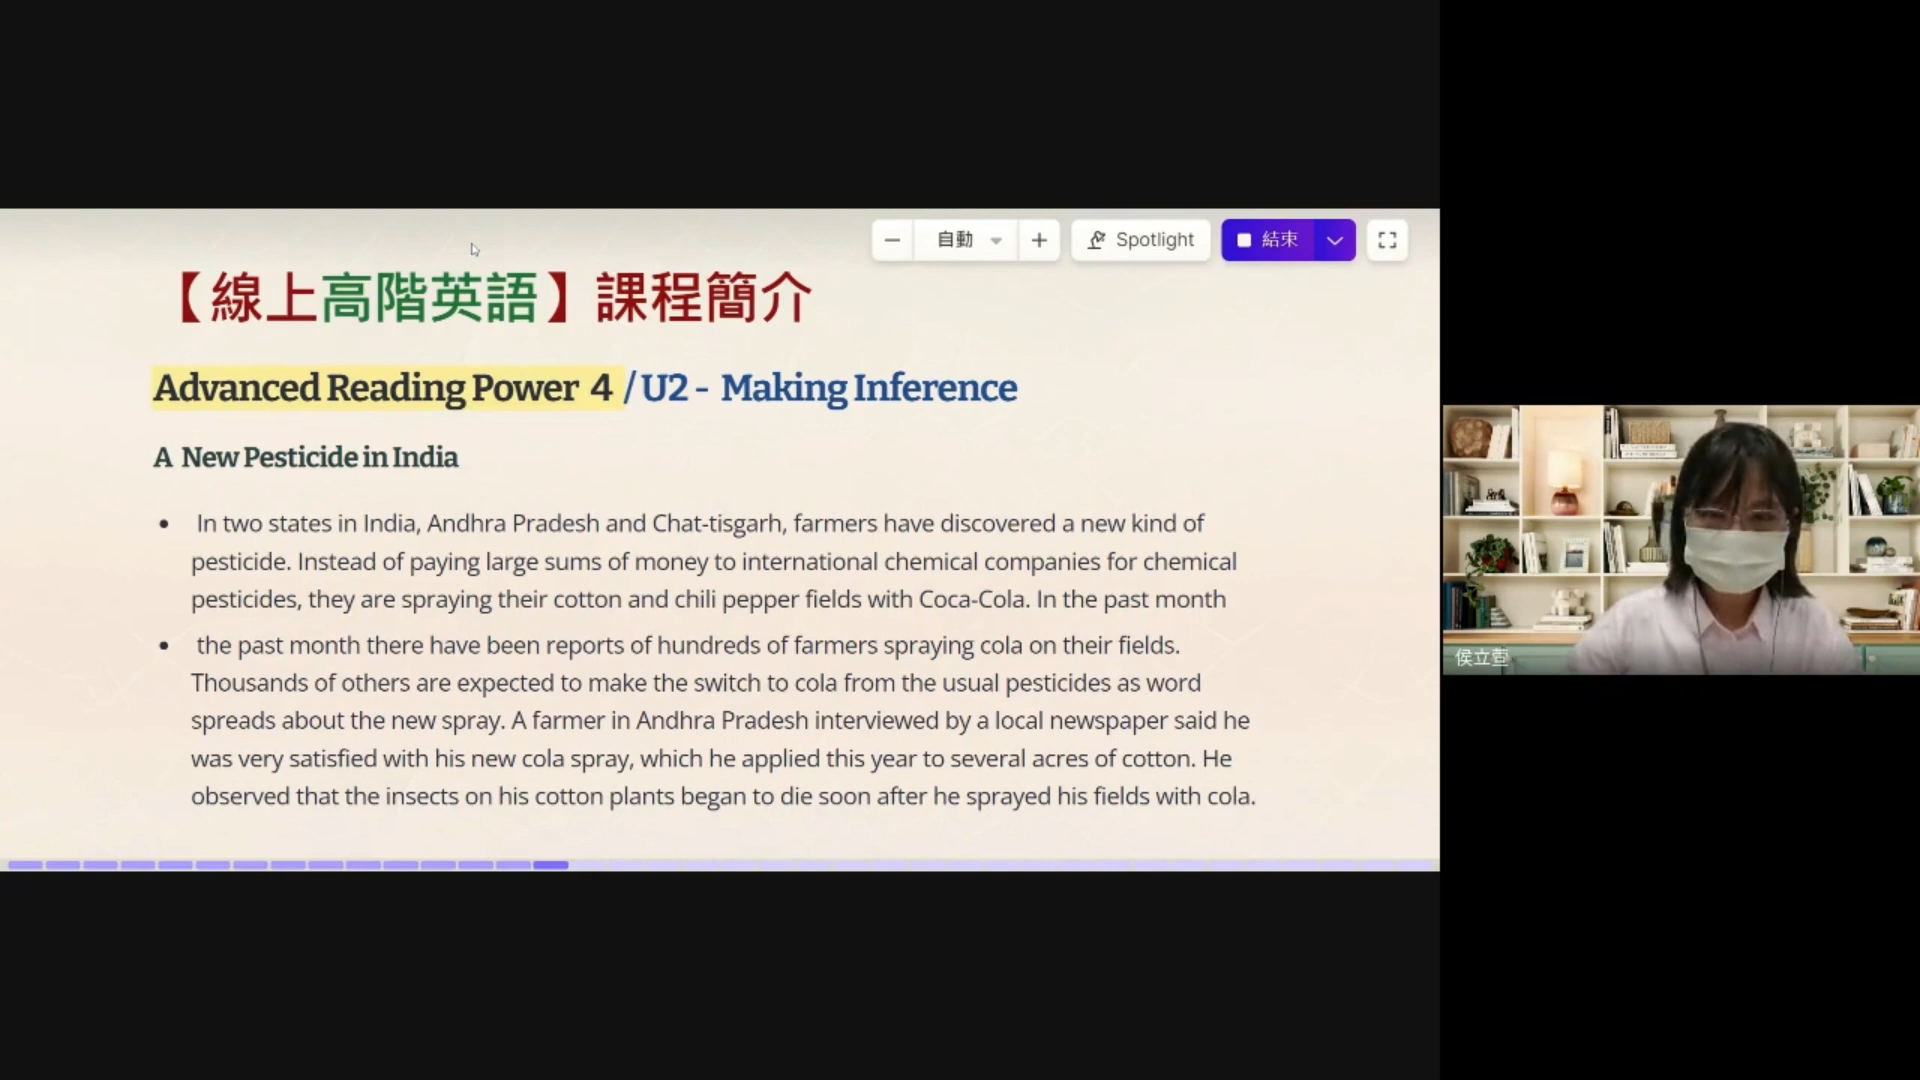 自動
Spotlight
結束
【線上高階英語】課程簡介
Advanced Reading Power 4 / U2 - Making Inference
A New Pesticide in India
• In two states in India, Andhra Pradesh and Chat-tisgarh, farmers have discovered a new kind of
pesticide. Instead of paying large sums of money to international chemical companies for chemical
pesticides, they are spraying their cotton and chili pepper fields with Coca-Cola. In the past month
• the past month there have been reports of hundreds of farmers spraying cola on their fields.
Thousands of others are expected to make the switch to cola from the usual pesticides as word
spreads about the new spray. A farmer in Andhra Pradesh interviewed by a local newspaper said he
was very satisfied with his new cola spray, which he applied this year to several acres of cotton. He
observed that the insects on his cotton plants began to die soon after he sprayed his fields with cola.
侯立萱